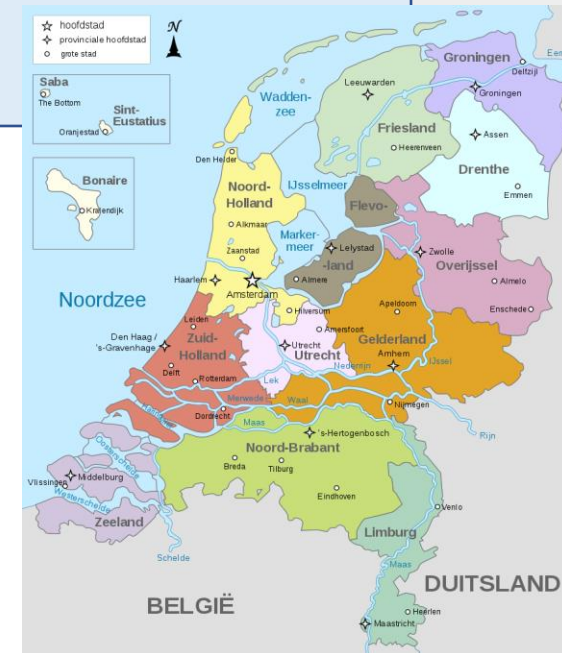 hoofdstad
provinciale hoofdstad
grote stad
N
Saba
The Bottom
Sint-
Eustatius
Oranjestad
Bonaire
Kralendijk
Groningen
Delfzijl
Groningen
Leeuwarden
Wadden-
zee
Friesland
Heerenveen
Assen
Drenthe
Emmen
Den Helder
Noord-
Holland
IJsselmeer
Alkmaar
Marker-
meer
Flevo-
-land
Lelystad
Zaanstad
Haarlem
Amsterdam
Almere
Zwolle
Overijssel
Almelo
Enschede
Noordzee
Hilversum
Apeldoorn
Leiden
Amersfoort
Den Haag /
's-Gravenhage
Zuid-
Holland
Utrecht
Utrecht
Gelderland
Arnhem
IJssel
Delft
Rotterdam
Lek
Nederrijn
Merwede
Waal
Dordrecht
Nijmegen
Maas
Rijn
's-Hertogenbosch
Noord-Brabant
Breda
Tilburg
Eindhoven
Oosterschelde
Middelburg
Vlissingen
Westerschelde
Zeeland
Schelde
Venlo
Limburg
Maas
BELGIË
DUITSLAND
Heerlen
Maastricht